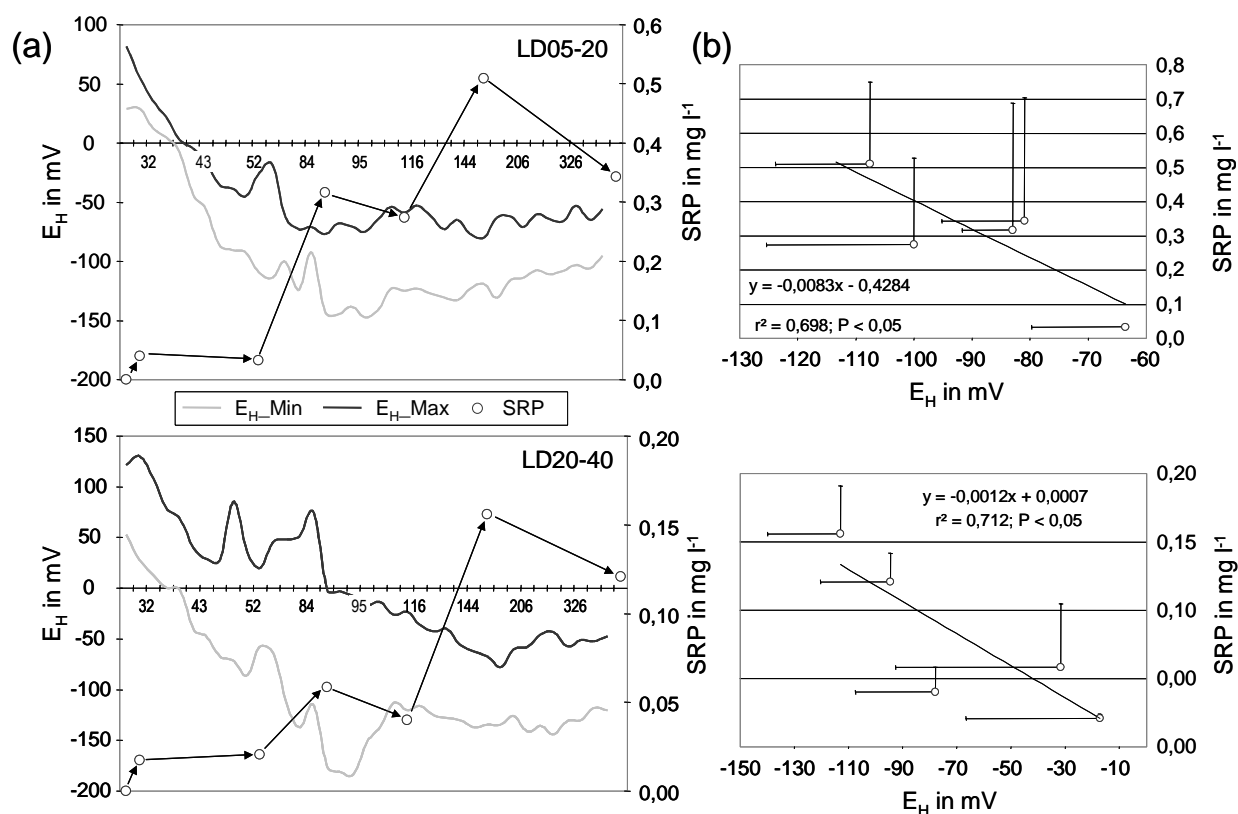 (a)
LD05-20
100
50
0
-50
-100
-150
-200
E_H in mV
32 43 52 84 95 116 144 206 326
0,6
0,5
0,4
0,3
0,2
0,1
0,0
SRP in mg l⁻¹
E_H_Min E_H_Max SRP
LD20-40
150
100
50
0
-50
-100
-150
-200
E_H in mV
32 43 52 84 95 116 144 206 326
0,20
0,15
0,10
0,05
0,00
SRP in mg l⁻¹
(b)
y = -0,0083x - 0,4284
r² = 0,698; P < 0,05
0,8
0,7
0,6
0,5
0,4
0,3
0,2
0,1
0,0
SRP in mg l⁻¹
-130 -120 -110 -100 -90 -80 -70 -60
E_H in mV
y = -0,0012x + 0,0007
r² = 0,712; P < 0,05
0,20
0,15
0,10
0,00
0,00
SRP in mg l⁻¹
-150 -130 -110 -90 -70 -50 -30 -10
E_H in mV